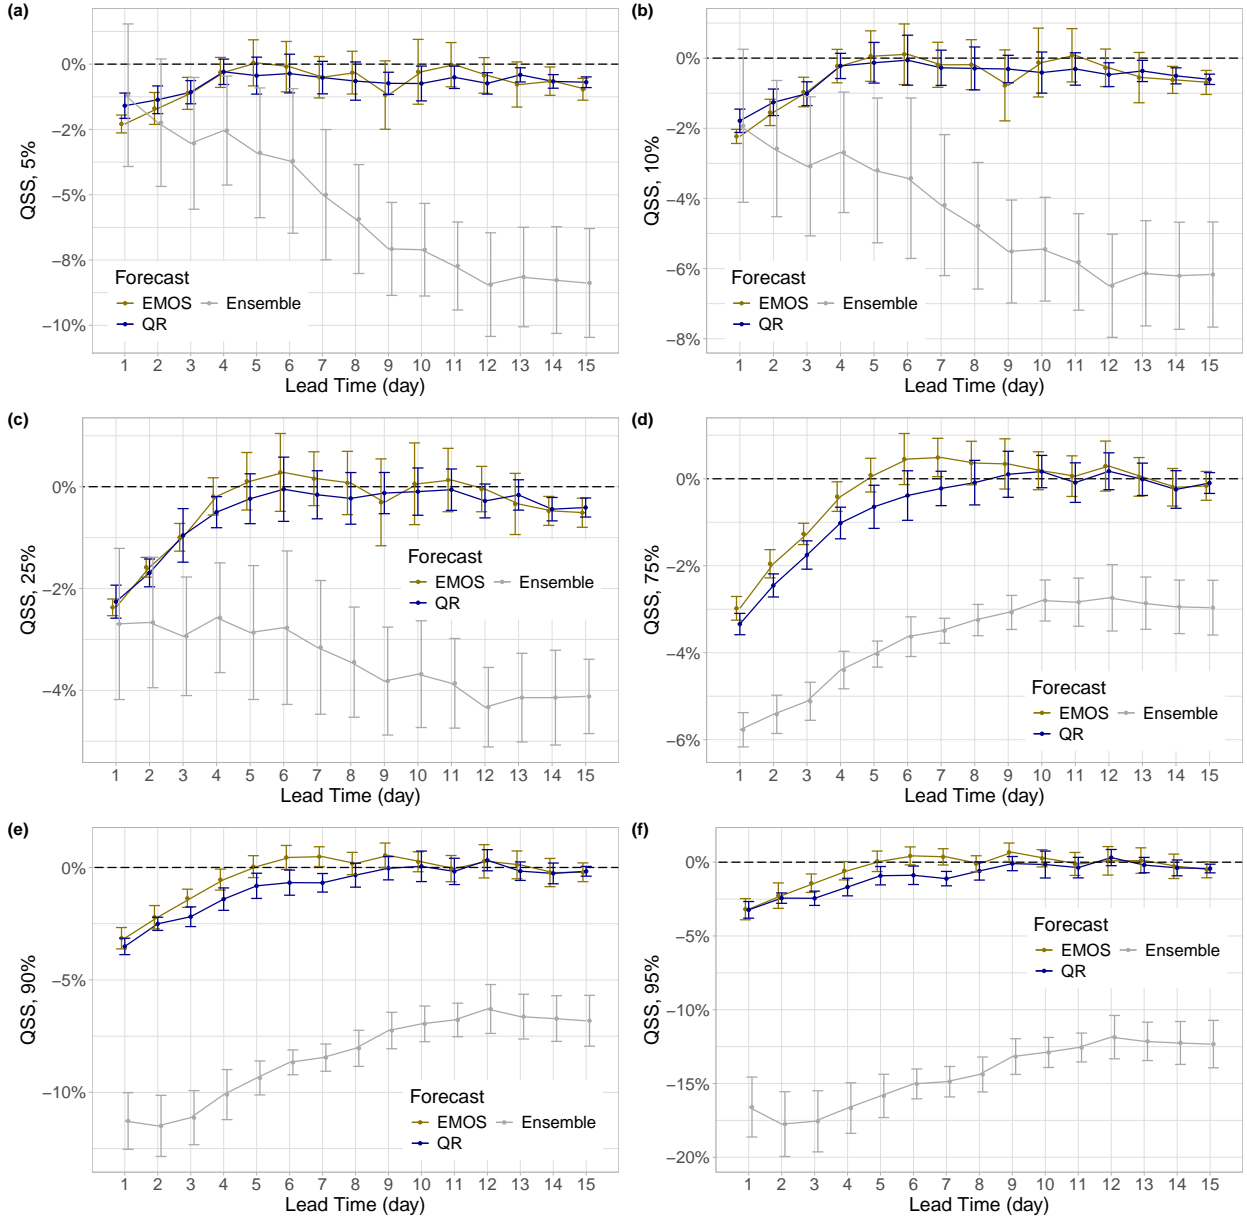 (a)
QSS, 5%
0%
−2%
−5%
−8%
−10%
Forecast
EMOS Ensemble
QR
1 2 3 4 5 6 7 8 9 10 11 12 13 14 15
Lead Time (day)
(b)
QSS, 10%
0%
−2%
−4%
−6%
−8%
Forecast
EMOS Ensemble
QR
1 2 3 4 5 6 7 8 9 10 11 12 13 14 15
Lead Time (day)
(c)
QSS, 25%
0%
−2%
−4%
Forecast
EMOS Ensemble
QR
1 2 3 4 5 6 7 8 9 10 11 12 13 14 15
Lead Time (day)
(d)
QSS, 75%
0%
−2%
−4%
−6%
Forecast
EMOS Ensemble
QR
1 2 3 4 5 6 7 8 9 10 11 12 13 14 15
Lead Time (day)
(e)
QSS, 90%
0%
−5%
−10%
Forecast
EMOS Ensemble
QR
1 2 3 4 5 6 7 8 9 10 11 12 13 14 15
Lead Time (day)
(f)
QSS, 95%
0%
−5%
−10%
−15%
−20%
Forecast
EMOS Ensemble
QR
1 2 3 4 5 6 7 8 9 10 11 12 13 14 15
Lead Time (day)